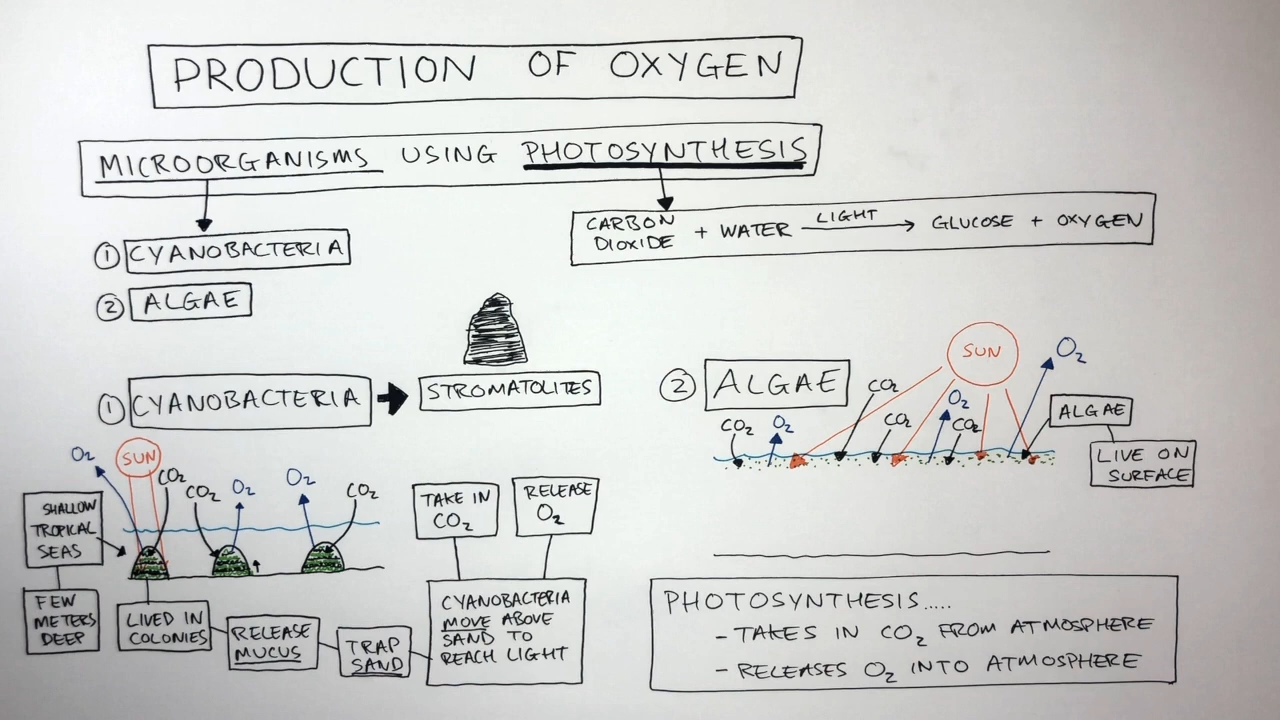 PRODUCTION OF OXYGEN
MICROORGANISMS USING PHOTOSYNTHESIS
① CYANOBACTERIA
② ALGAE
CARBON
DIOXIDE + WATER LIGHT → GLUCOSE + OXYGEN
① CYANOBACTERIA → STROMATOLITES
O₂
SUN
CO₂
CO₂
O₂
O₂
CO₂
SHALLOW
TROPICAL
SEAS
FEW
METERS
DEEP
LIVED IN
COLONIES
RELEASE
MUCUS
TRAP
SAND
TAKE IN
CO₂
RELEASE
O₂
CYANOBACTERIA
MOVE ABOVE
SAND TO
REACH LIGHT
② ALGAE
SUN
O₂
CO₂
O₂
CO₂
CO₂
O₂
CO₂
ALGAE
LIVE ON
SURFACE
PHOTOSYNTHESIS.....
- TAKES IN CO₂ FROM ATMOSPHERE
- RELEASES O₂ INTO ATMOSPHERE